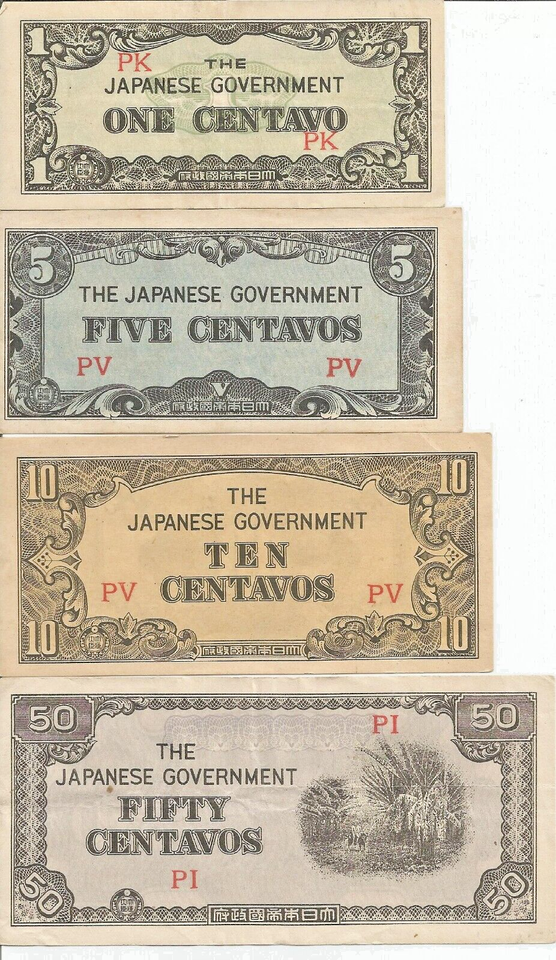 1 1
PK
THE
JAPANESE GOVERNMENT
ONE CENTAVO
PK
1 1
大日本帝國政府
5 5
THE JAPANESE GOVERNMENT
FIVE CENTAVOS
PV PV
V
大日本帝國政府
10 10
THE
JAPANESE GOVERNMENT
TEN
CENTAVOS
PV PV
10 10
大日本帝國政府
50 50
PI
THE
JAPANESE GOVERNMENT
FIFTY
CENTAVOS
PI
50 50
大日本帝國政府